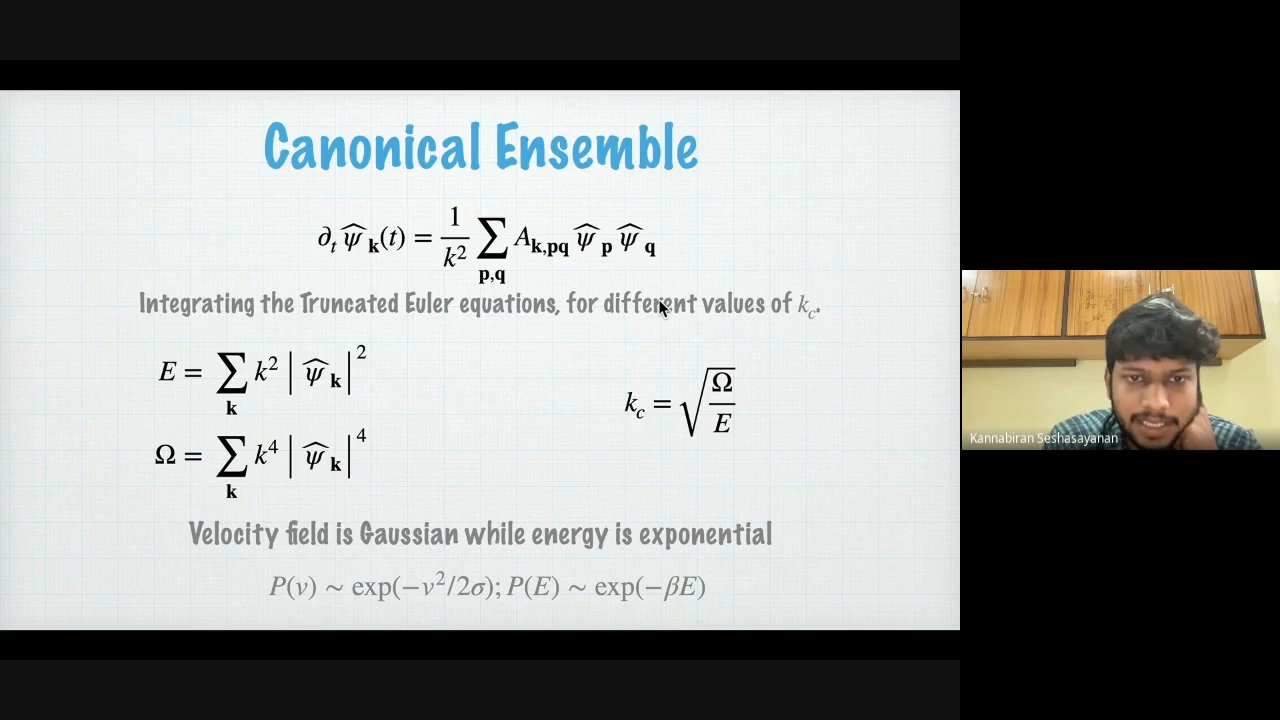 Canonical Ensemble
∂_t ψ̂_k(t) = 1/k² ∑_{p,q} A_{k,pq} ψ̂_p ψ̂_q
Integrating the Truncated Euler equations, for different values of k_c.
E = ∑_k k² | ψ̂_k |²
k_c = √(Ω/E)
Ω = ∑_k k⁴ | ψ̂_k |⁴
Velocity field is Gaussian while energy is exponential
P(v) ∼ exp(−v²/2σ); P(E) ∼ exp(−βE)
Kannabiran Seshasayanan